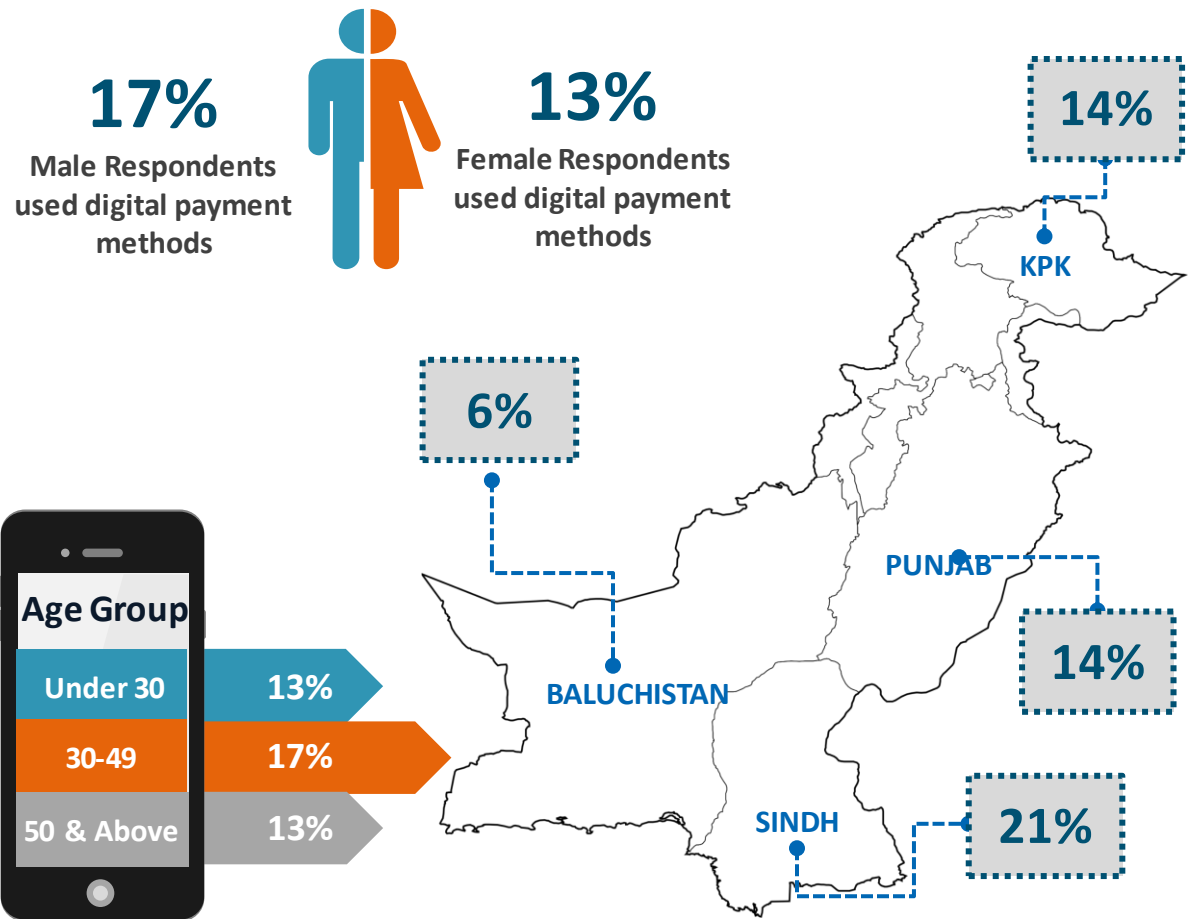 17%
Male Respondents
used digital payment
methods
13%
Female Respondents
used digital payment
methods
14%
KPK
6%
PUNJAB
14%
BALUCHISTAN
SINDH
21%
Age Group
Under 30 13%
30-49 17%
50 & Above 13%